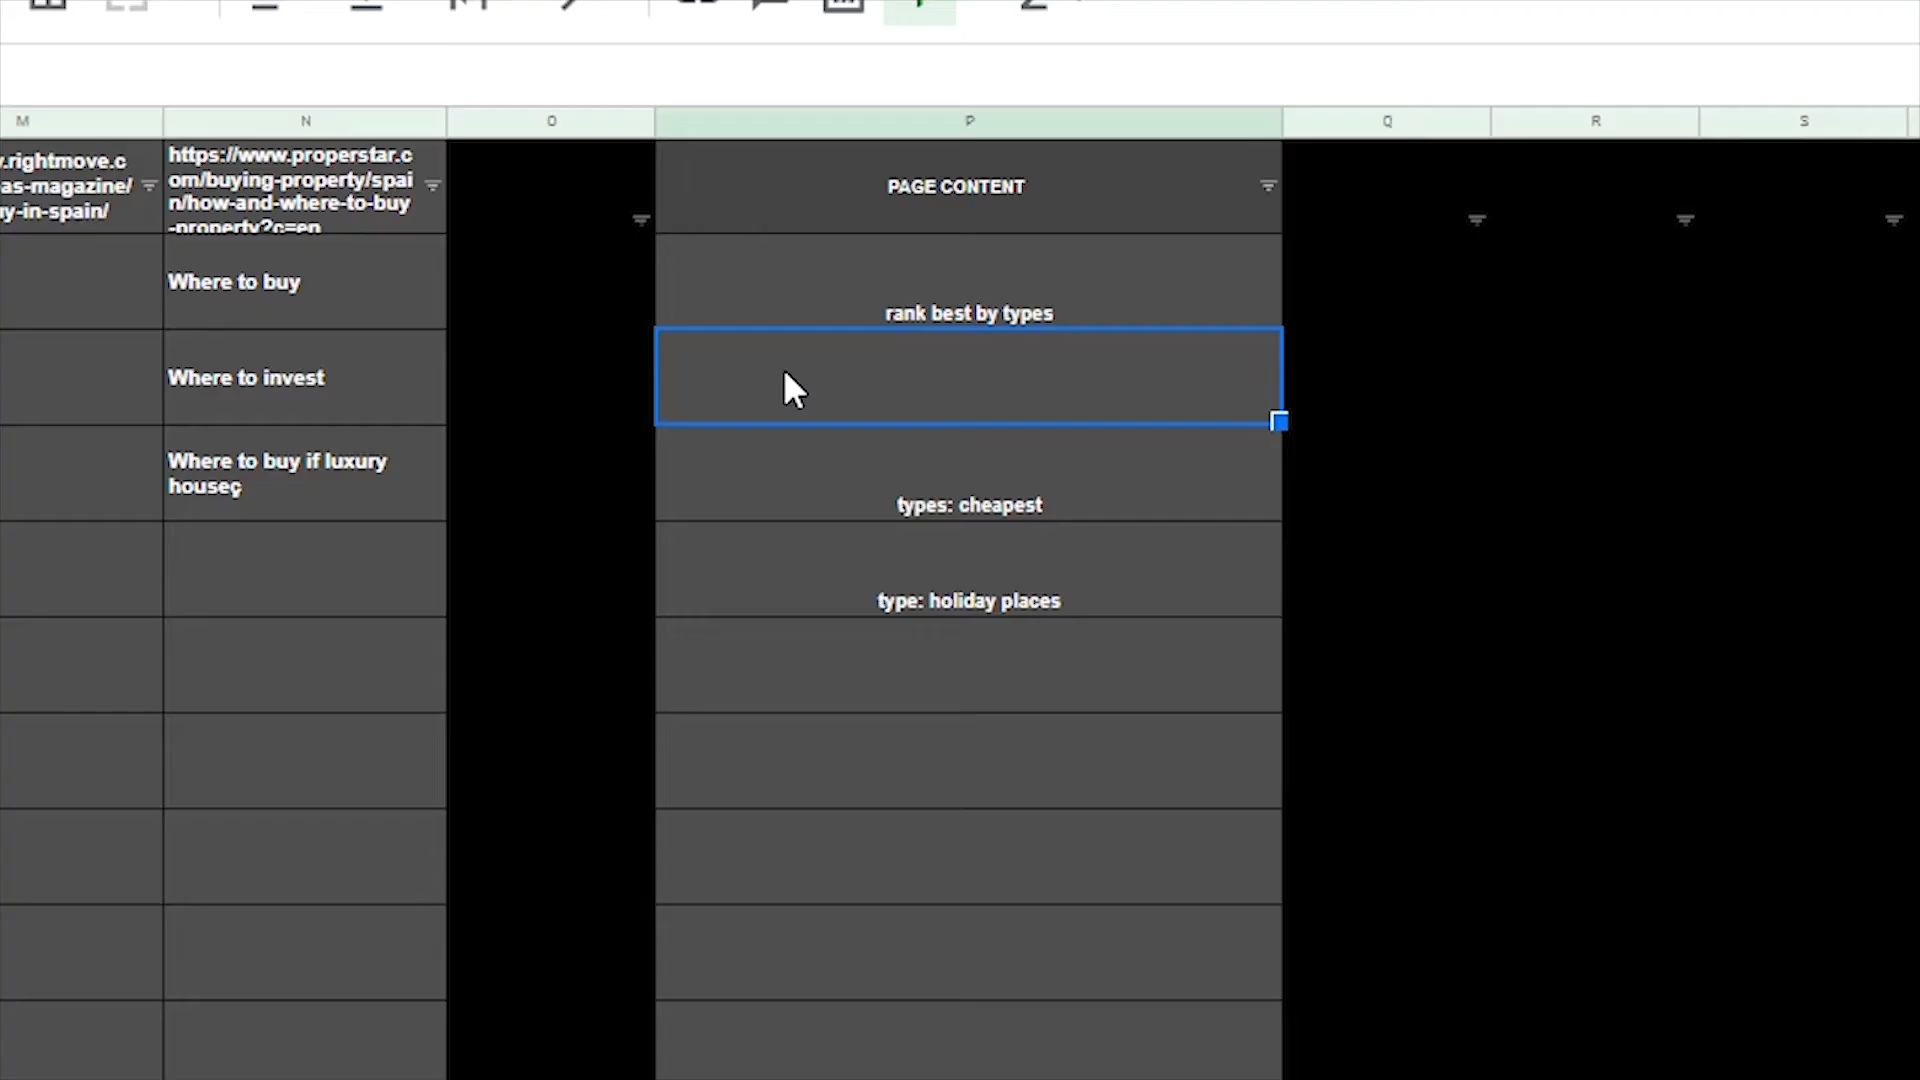 M N O P Q R S
.rightmove.c
as-magazine/
y-in-spain/
https://www.properstar.c
om/buying-property/spai
n/how-and-where-to-buy
-property?c=en
PAGE CONTENT
Where to buy
rank best by types
Where to invest
Where to buy if luxury
houseç
types: cheapest
type: holiday places